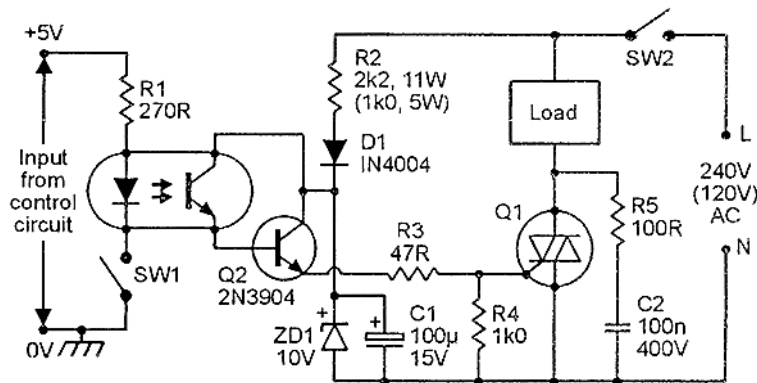 +5V
R1
270R
Input
from
control
circuit
SW1
0V
Q2
2N3904
R2
2k2, 11W
(1k0, 5W)
D1
IN4004
R3
47R
+
ZD1
10V
+
C1
100µ
15V
R4
1k0
Q1
Load
SW2
R5
100R
C2
100n
400V
L
240V
(120V)
AC
N